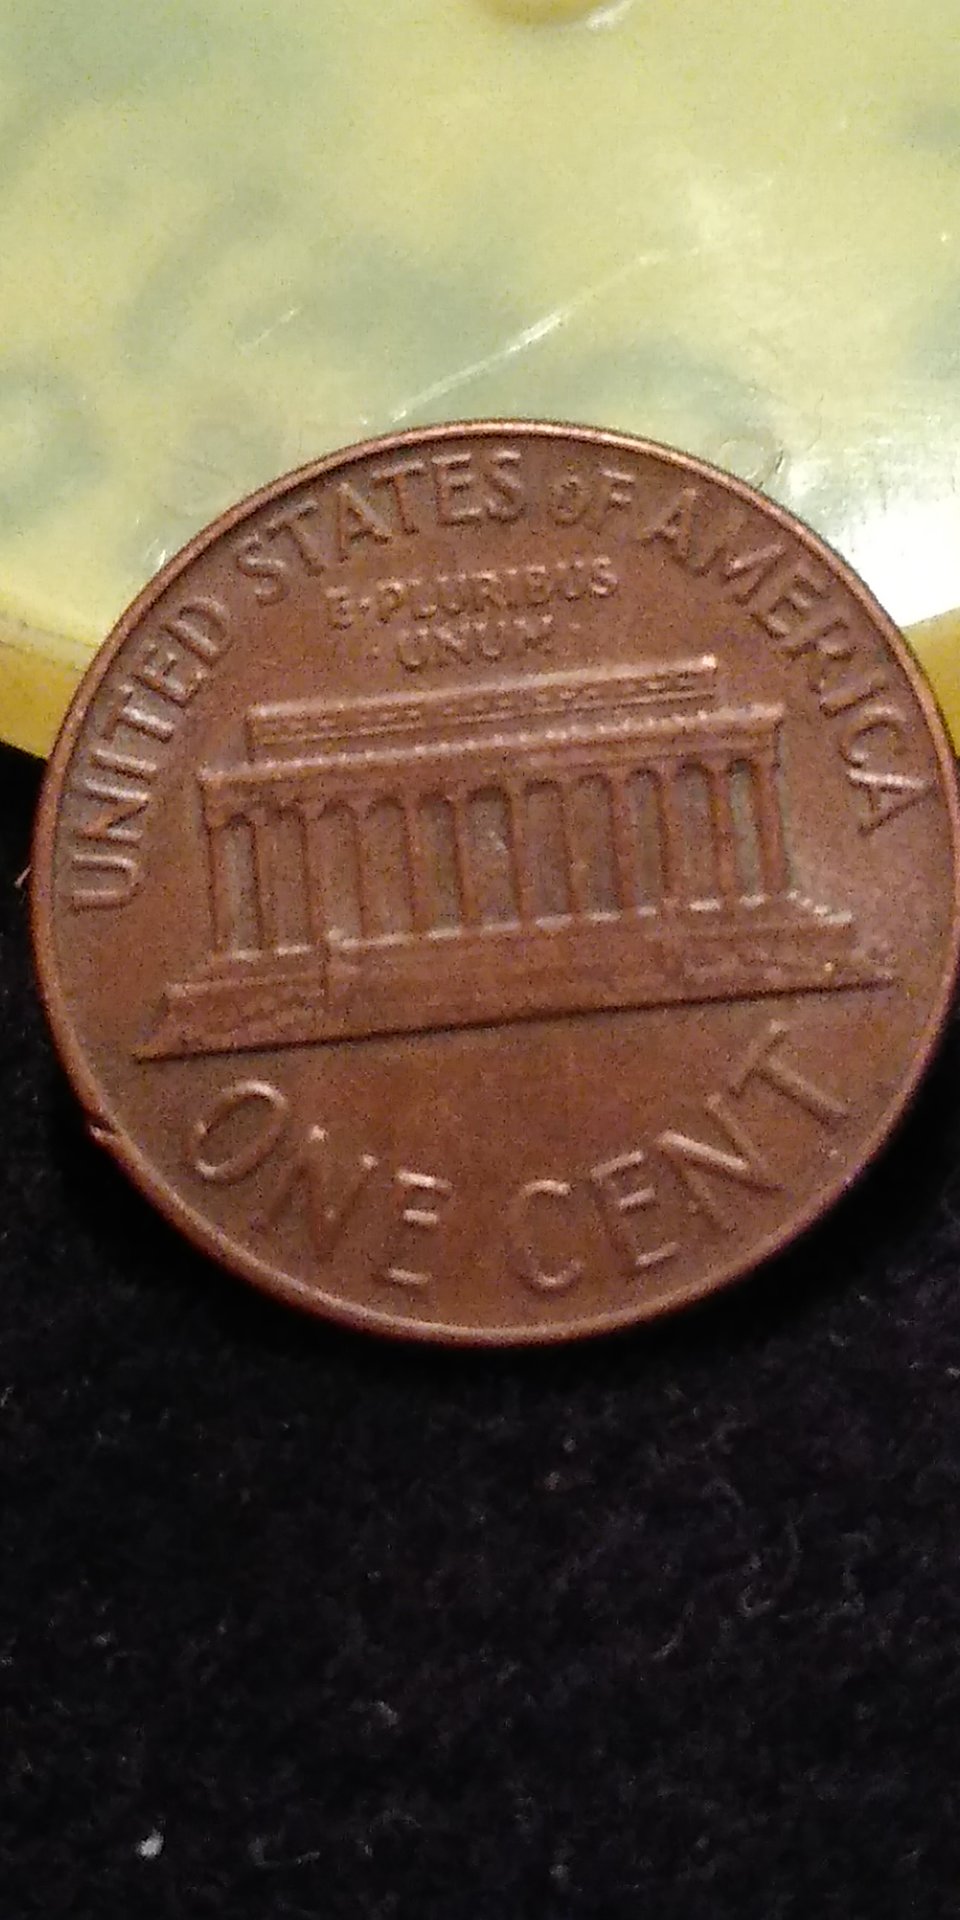 UNITED STATES OF AMERICA
E·PLURIBUS
·UNUM·
ONE CENT